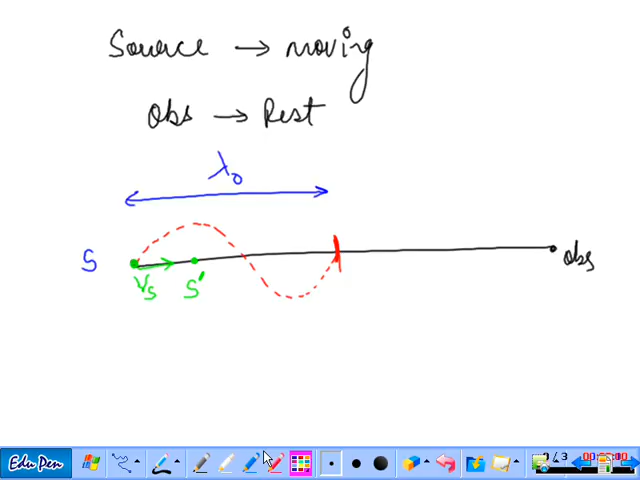 Source → moving
Obs → Rest
λ₀
S
Obs
Vs
S'
Edu Pen